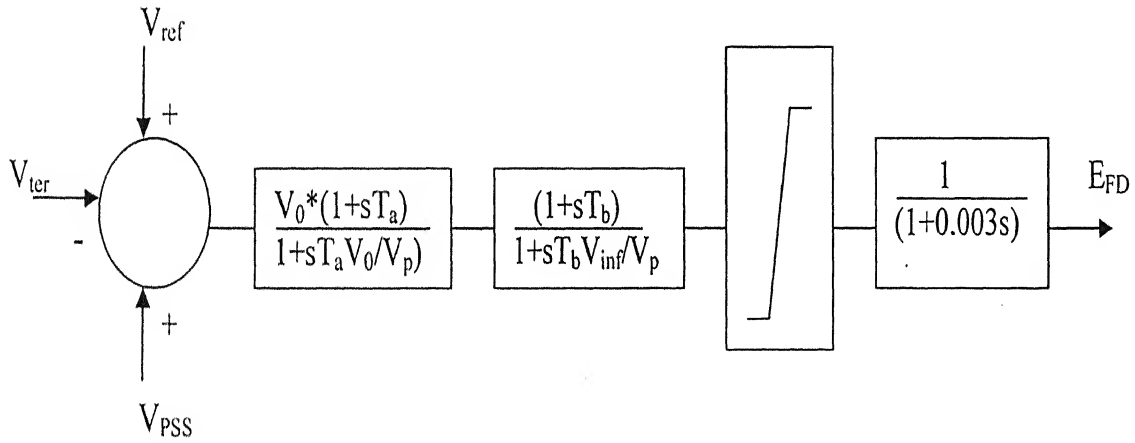 V_ref
+
V_ter
-
+
V_PSS
V_0*(1+sT_a)
1+sT_aV_0/V_p)
(1+sT_b)
1+sT_bV_inf/V_p
1
(1+0.003s)
E_FD